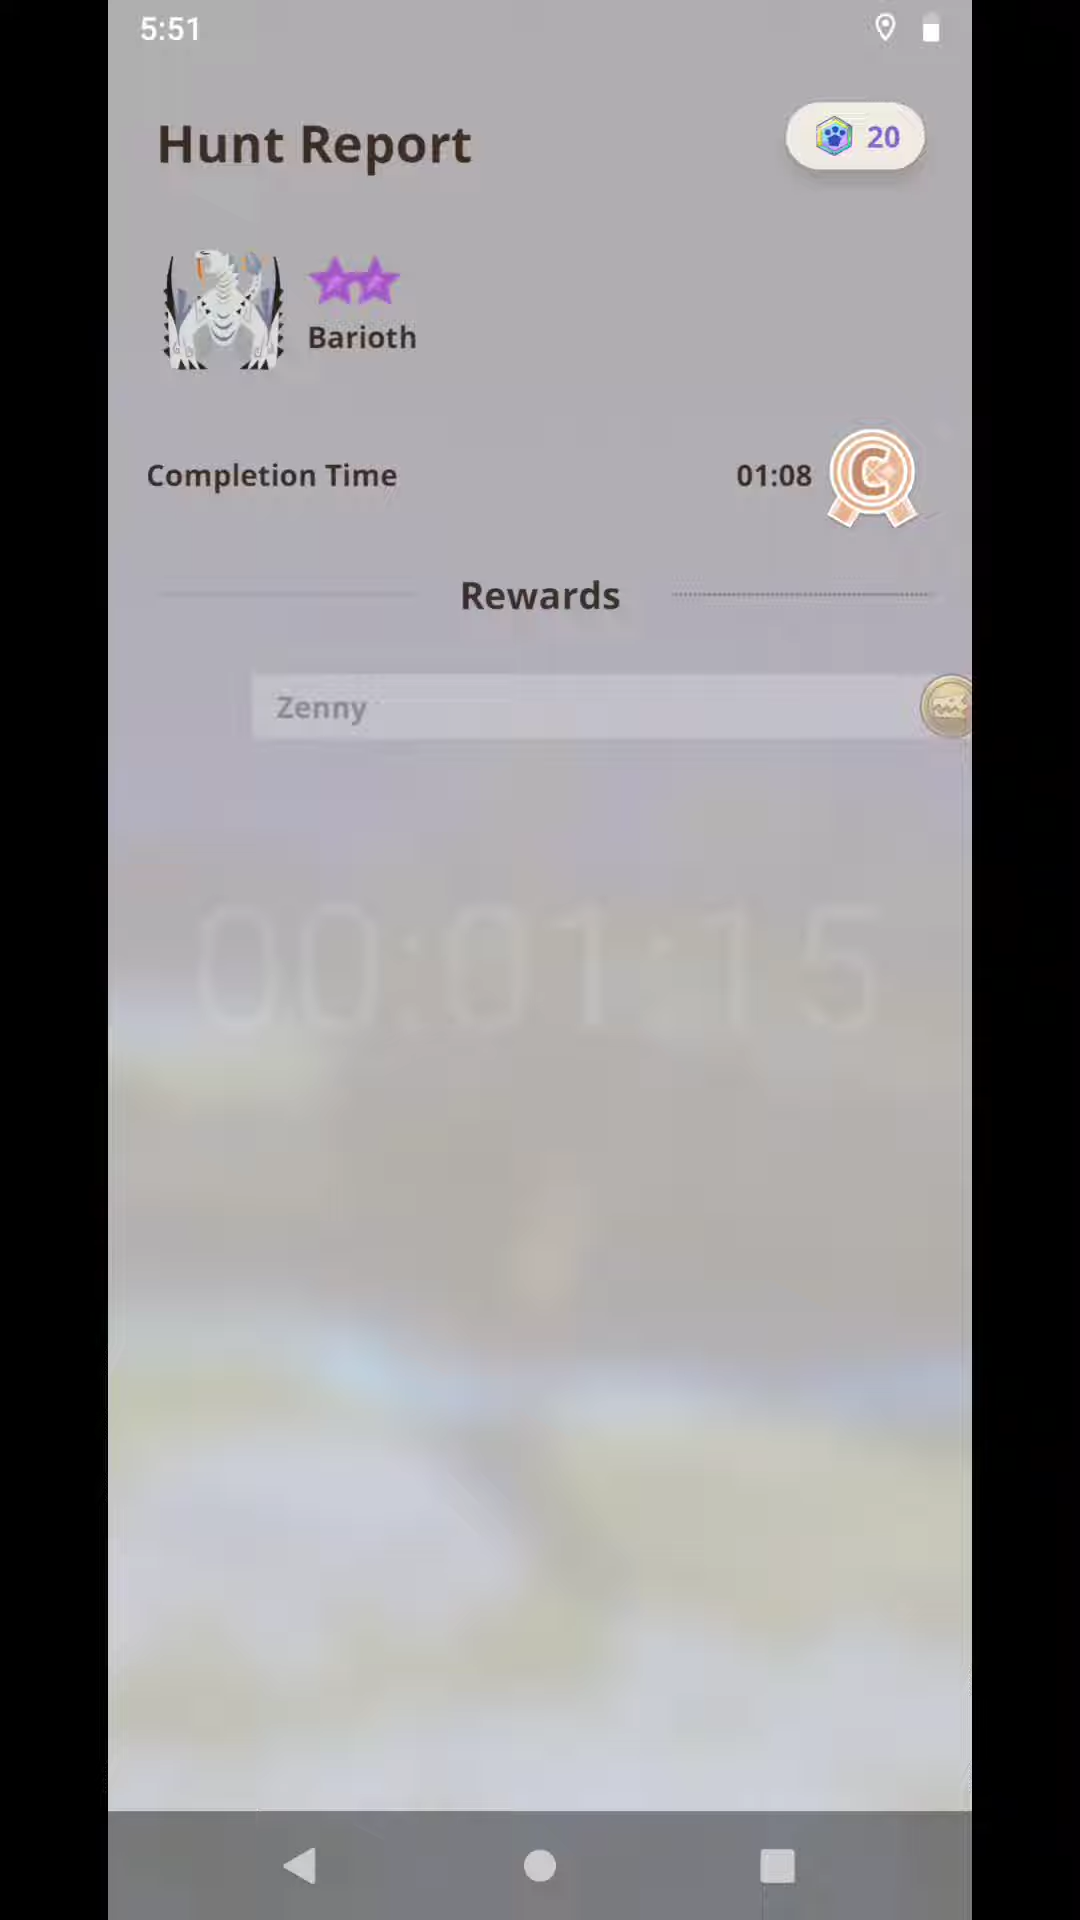 5:51
Hunt Report
20
Barioth
Completion Time
01:08
C
Rewards
Zenny
00:01:15